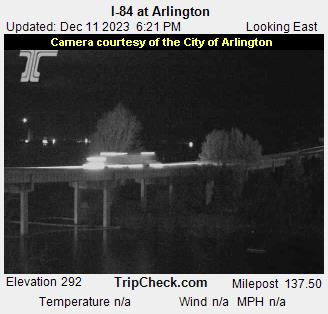 I-84 at Arlington
Updated: Dec 11 2023 6:21 PM Looking East
Camera courtesy of the City of Arlington
Elevation 292 TripCheck.com Milepost 137.50
Temperature n/a Wind n/a MPH n/a